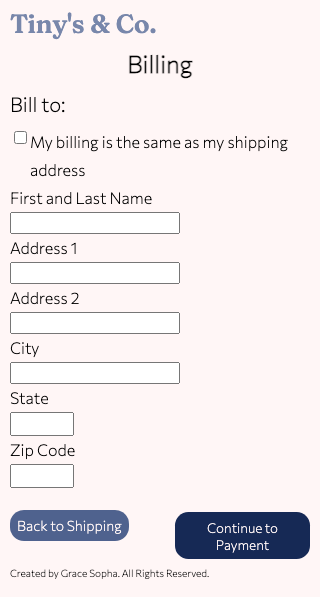 Tiny's & Co.
Billing
Bill to:
My billing is the same as my shipping
address
First and Last Name
Address 1
Address 2
City
State
Zip Code
Back to Shipping
Continue to
Payment
Created by Grace Sopha. All Rights Reserved.